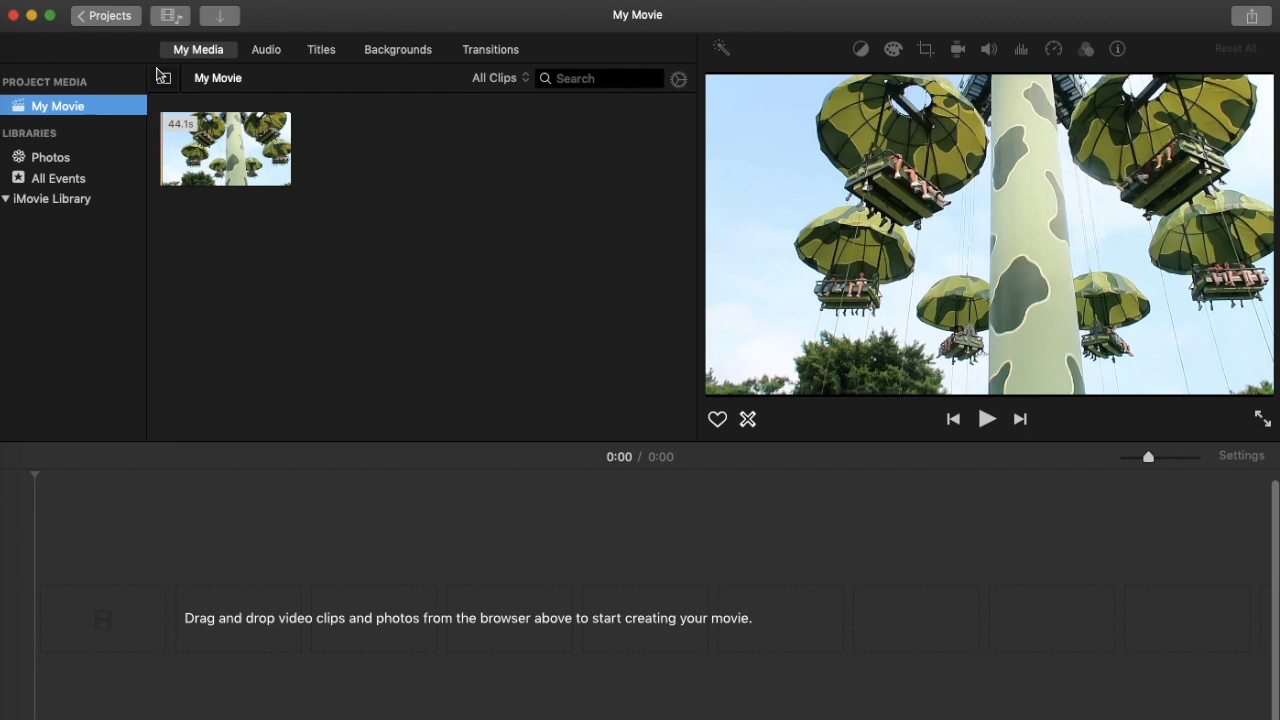 Projects
My Movie
My Media
Audio
Titles
Backgrounds
Transitions
Reset All
PROJECT MEDIA
My Movie
LIBRARIES
Photos
All Events
iMovie Library
My Movie
All Clips
Search
44.1s
0:00 / 0:00
Settings
Drag and drop video clips and photos from the browser above to start creating your movie.